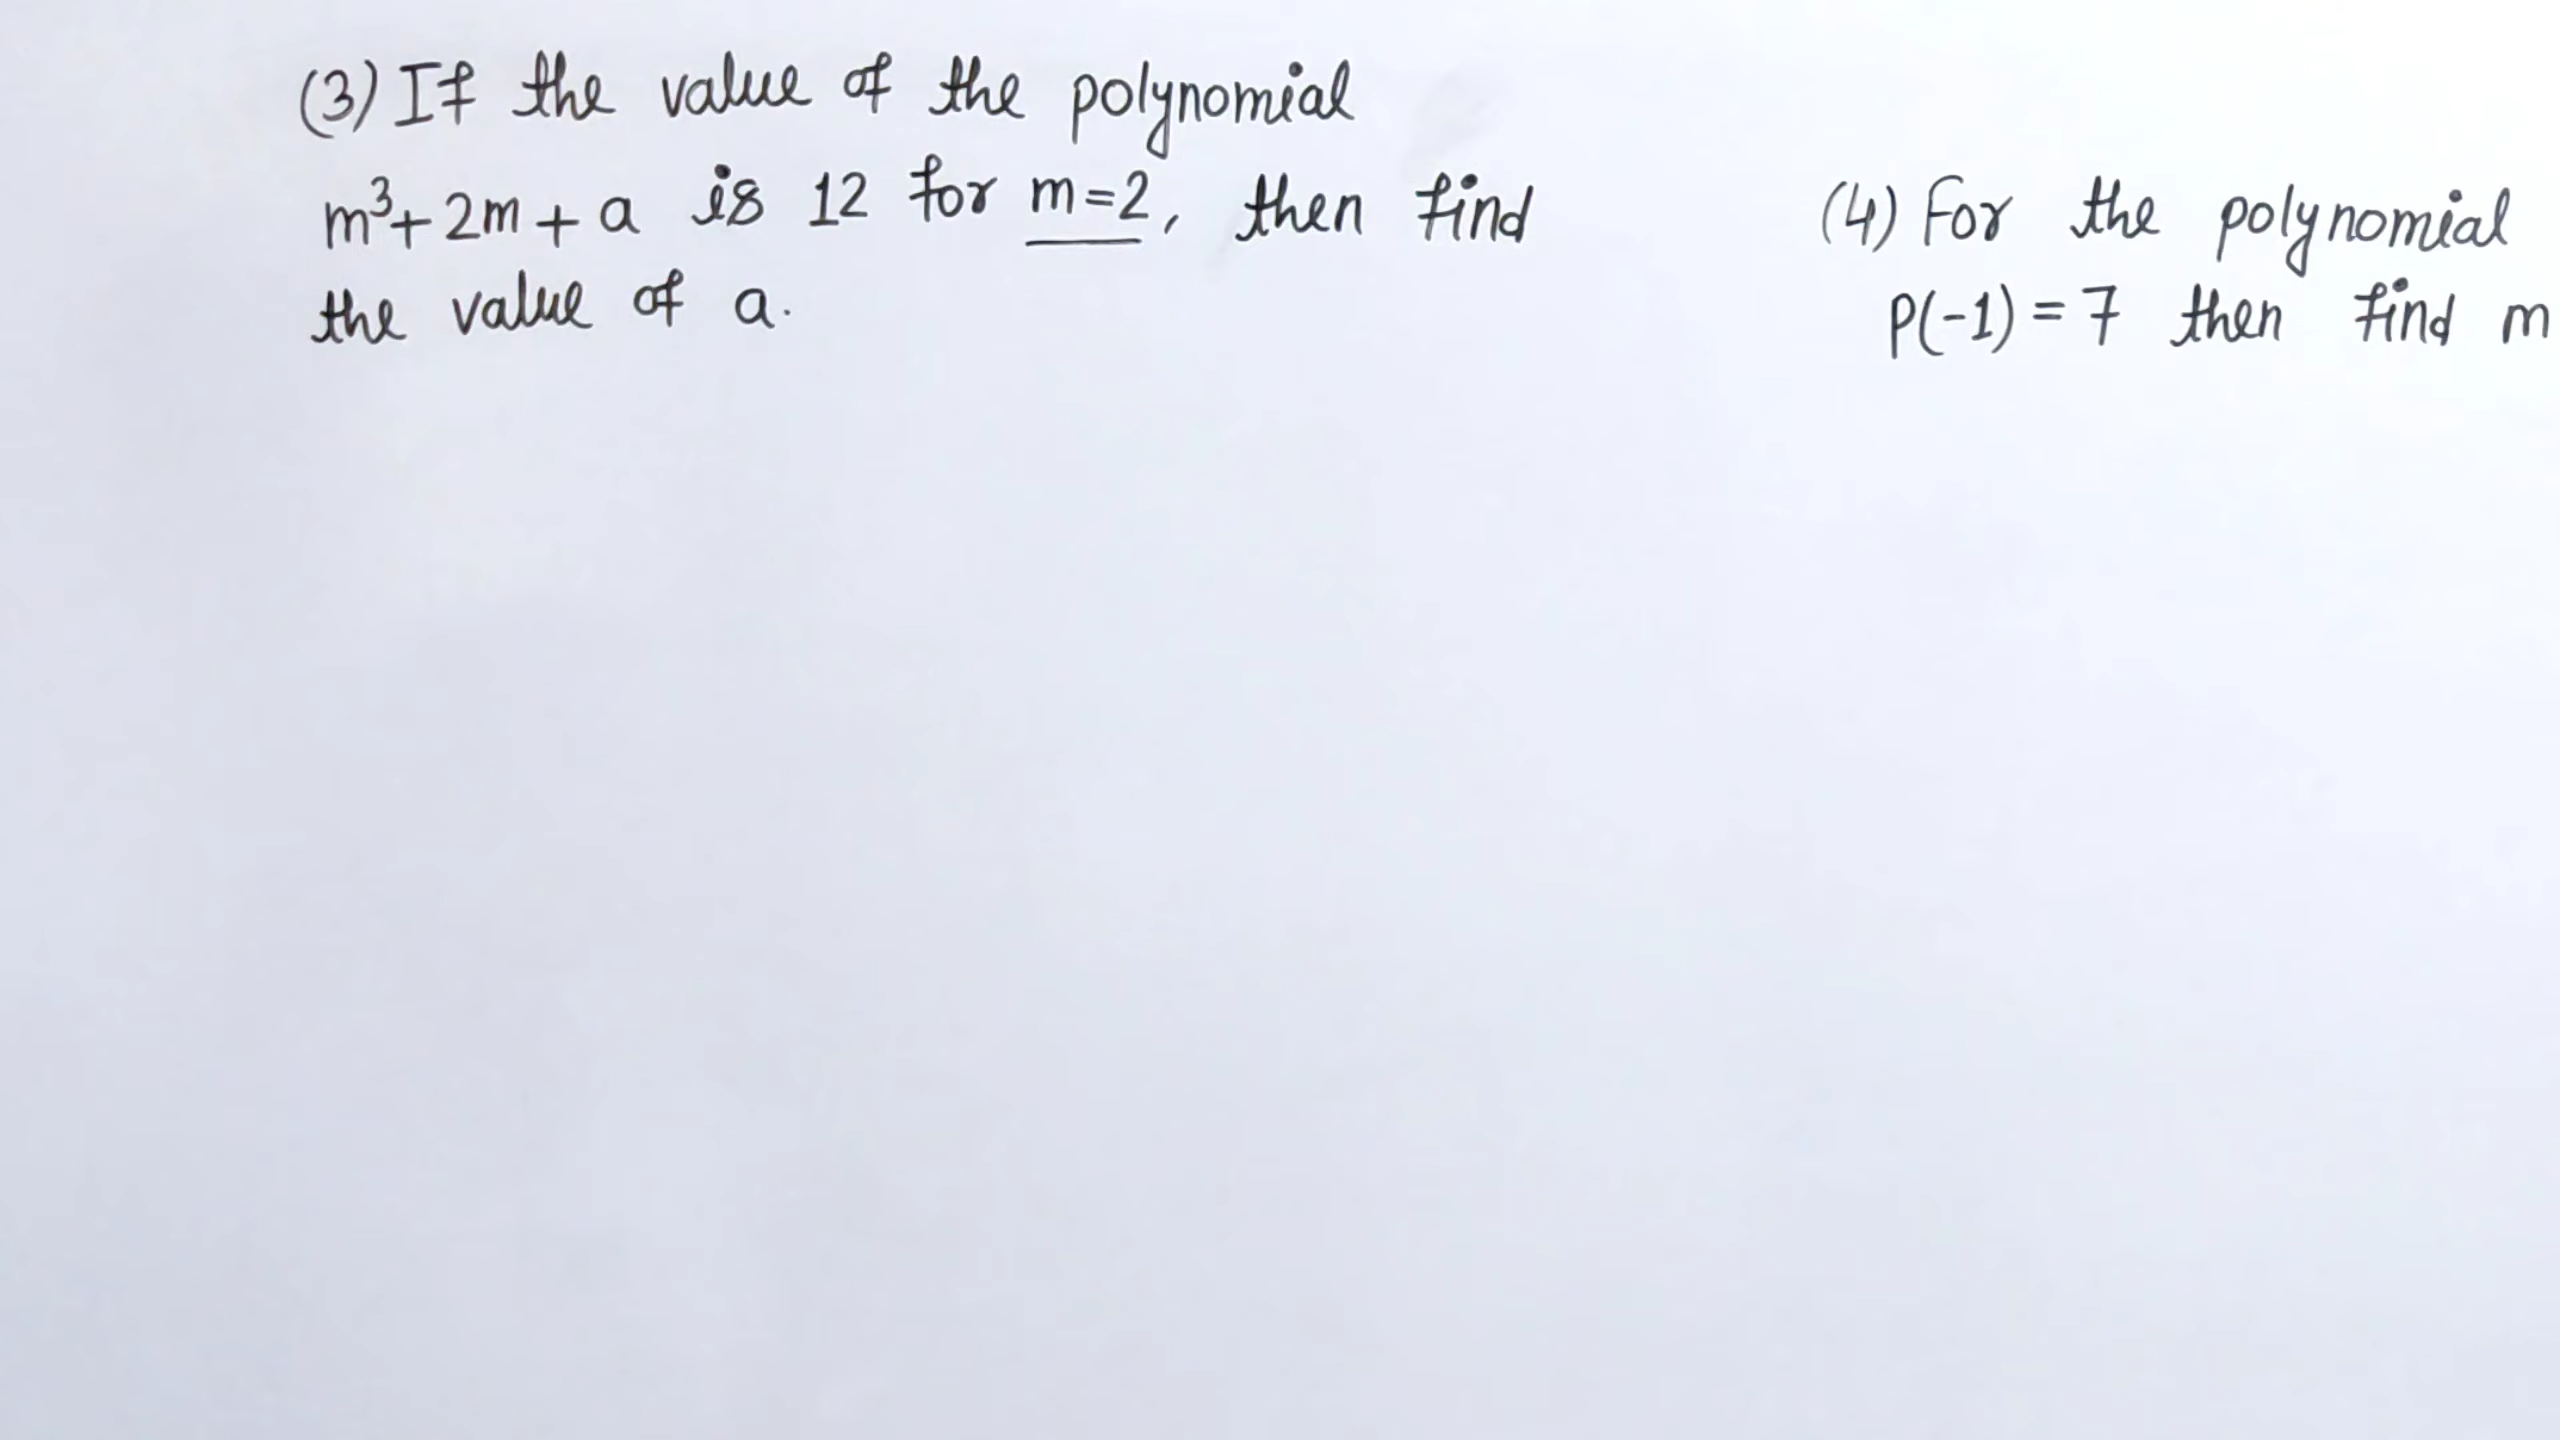 (3) If the value of the polynomial
m³+2m+a is 12 for m=2, then find
the value of a.
(4) For the polynomial
P(-1)=7 then find m